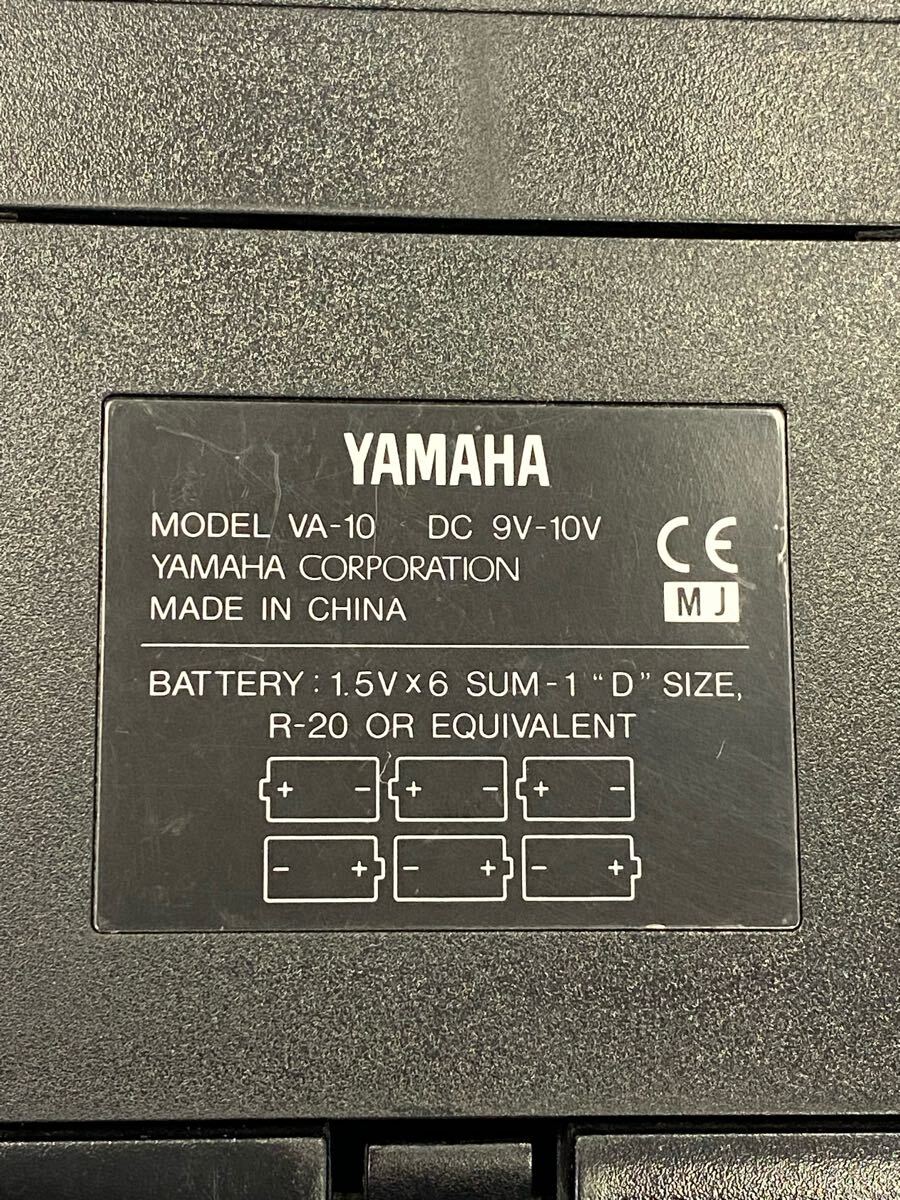 YAMAHA
MODEL VA-10 DC 9V-10V
YAMAHA CORPORATION
MADE IN CHINA
CE
MJ
BATTERY : 1.5V×6 SUM-1 “D” SIZE,
R-20 OR EQUIVALENT
+ - + - + -
- + - + - +